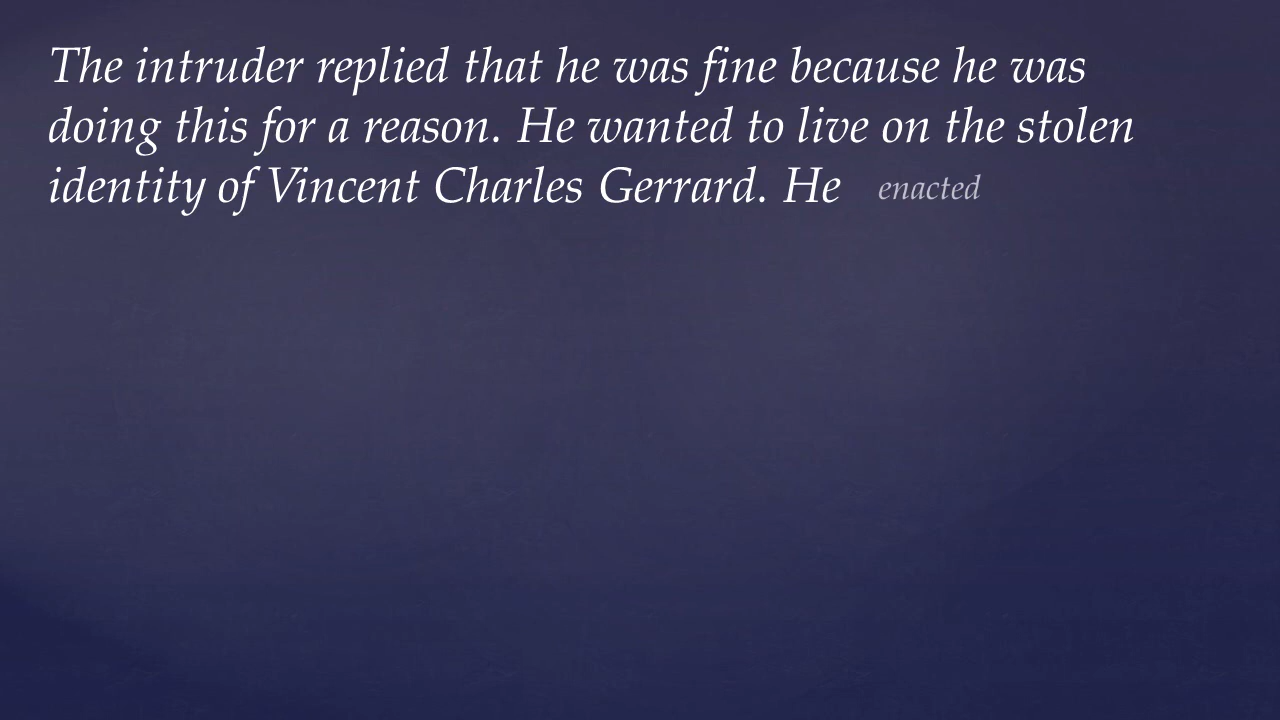 The intruder replied that he was fine because he was
doing this for a reason. He wanted to live on the stolen
identity of Vincent Charles Gerrard. He enacted